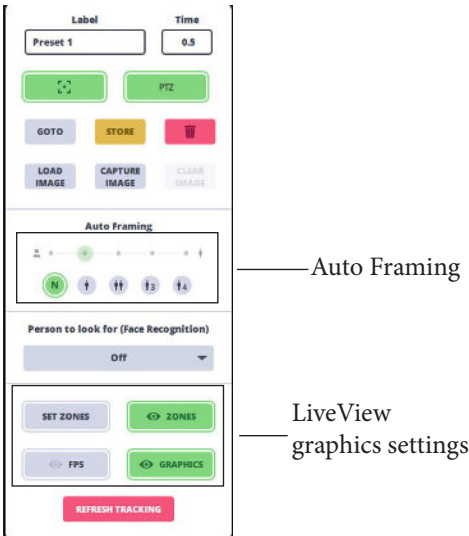 Label Time
Preset 1 0.5
PTZ
GOTO STORE
LOAD IMAGE CAPTURE IMAGE CLEAR IMAGE
Auto Framing
N 3 4
Auto Framing
Person to look for (Face Recognition)
Off
SET ZONES ZONES
LiveView
graphics settings
FPS GRAPHICS
REFRESH TRACKING